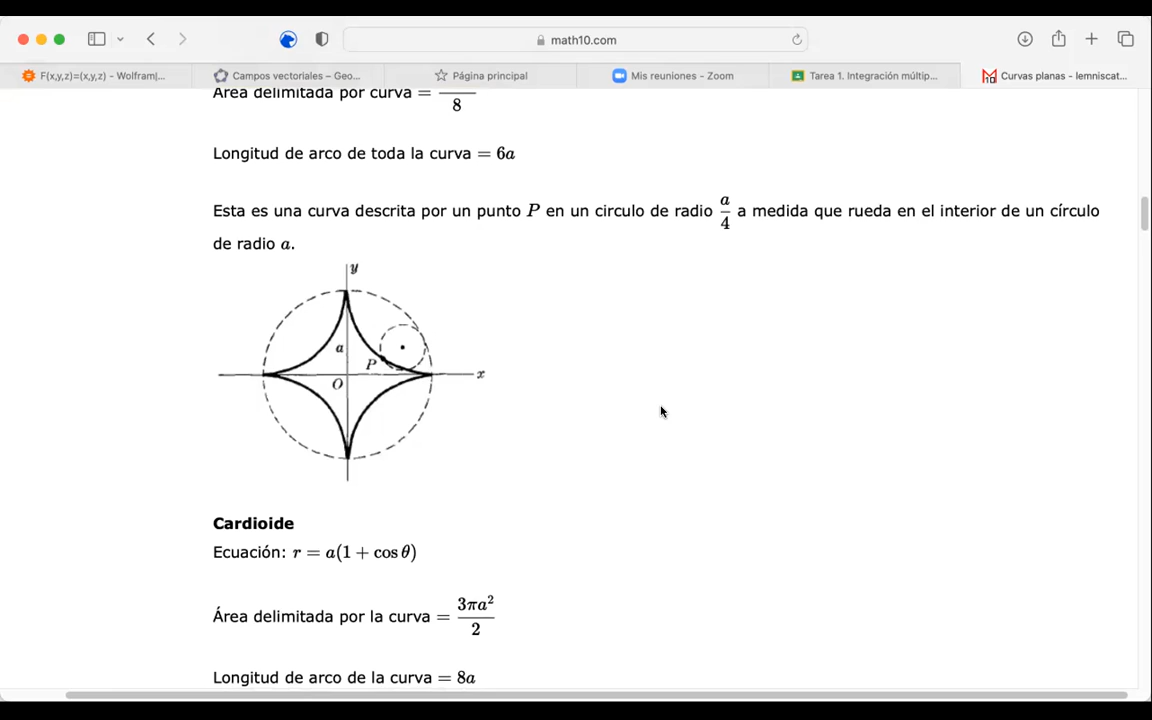 math10.com
F(x,y,z)=(x,y,z) - Wolfram|...
Campos vectoriales – Geo...
Página principal
Mis reuniones - Zoom
Tarea 1. Integración múltip...
Curvas planas - lemniscat...
Área delimitada por curva = 
8
Longitud de arco de toda la curva = 6a
Esta es una curva descrita por un punto P en un circulo de radio a/4 a medida que rueda en el interior de un círculo
de radio a.
y
a
P
O
x
Cardioide
Ecuación: r = a(1 + cos θ)
Área delimitada por la curva = 3πa²/2
Longitud de arco de la curva = 8a